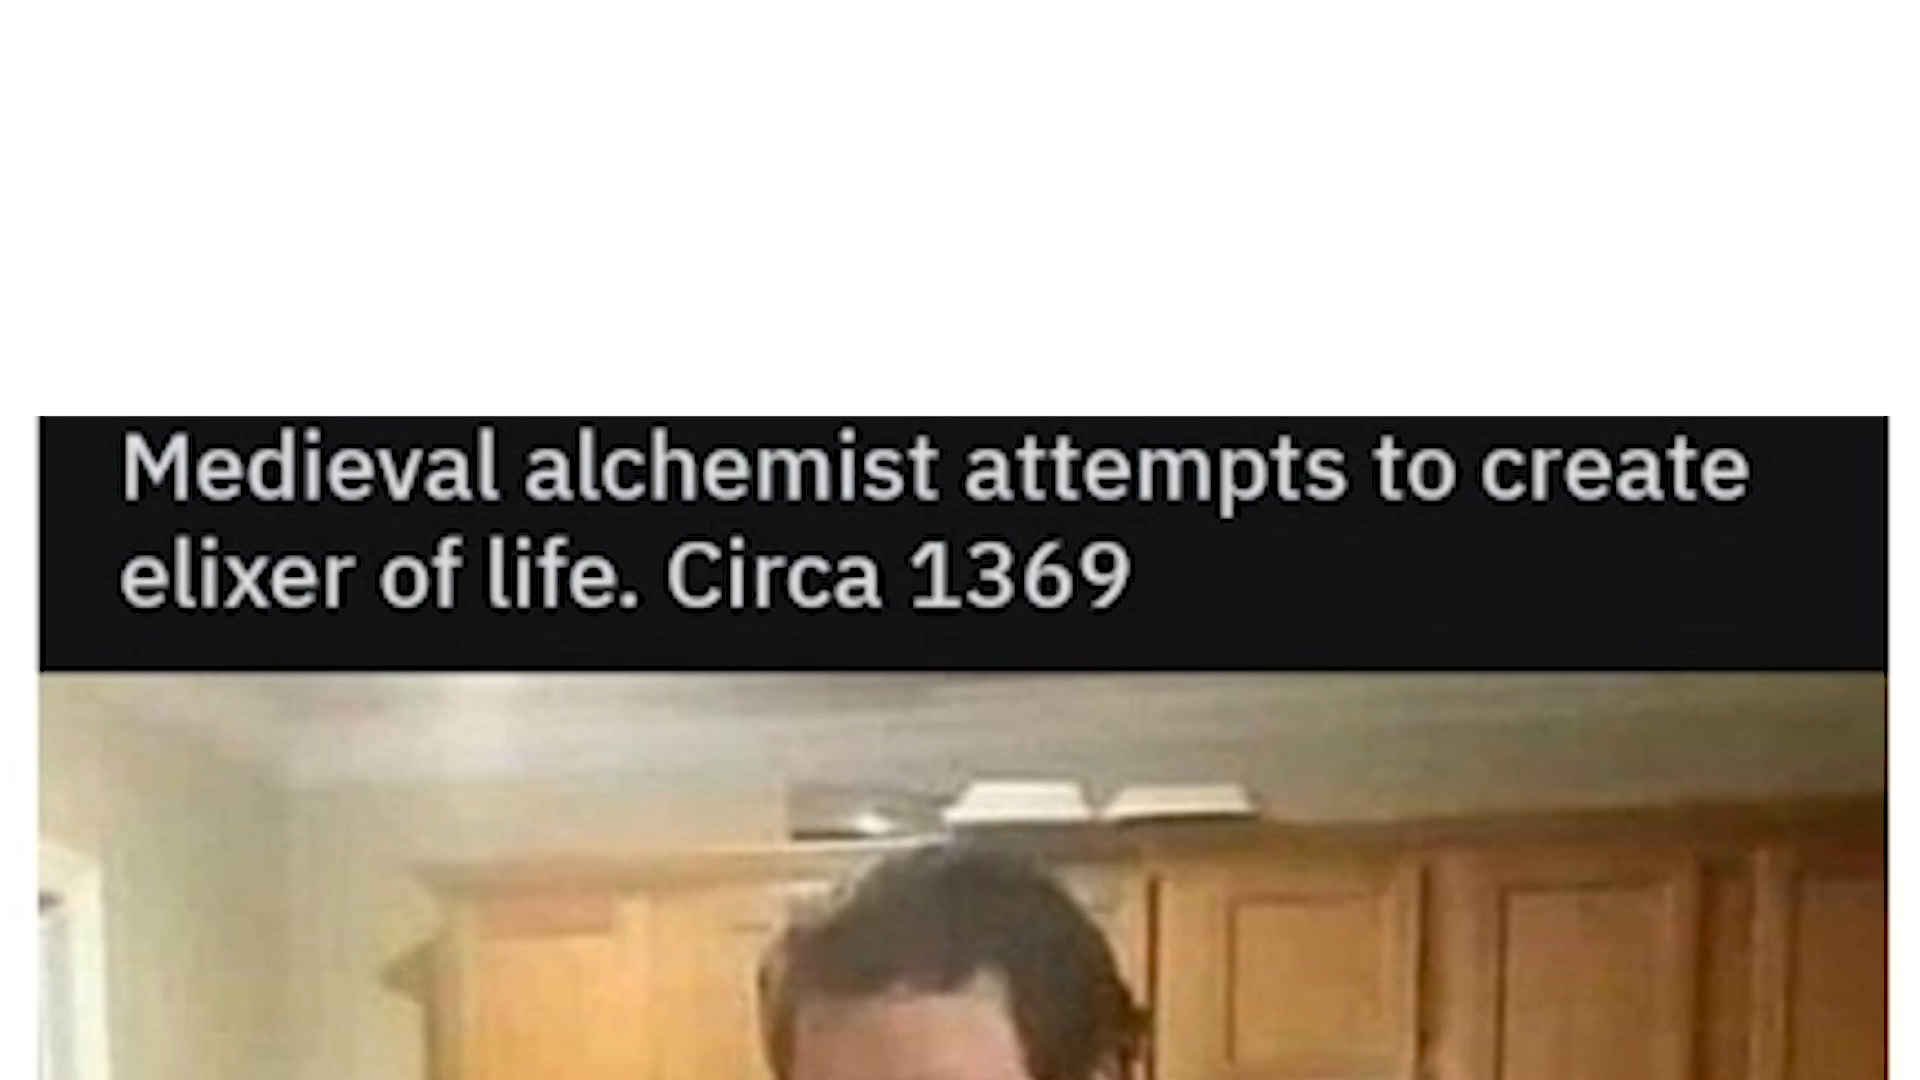 Medieval alchemist attempts to create
elixer of life. Circa 1369